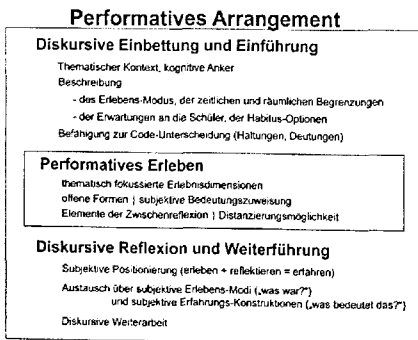 Performatives Arrangement
Diskursive Einbettung und Einführung
Thematischer Kontext, kognitive Anker
Beschreibung
- des Erlebens-Modus, der zeitlichen und räumlichen Begrenzungen
- der Erwartungen an die Schüler, der Habitus-Optionen
Befähigung zur Code-Unterscheidung (Haltungen, Deutungen)
Performatives Erleben
thematisch fokussierte Erlebnisdimensionen
offene Formen } subjektive Bedeutungszuweisung
Elemente der Zwischenreflexion } Distanzierungsmöglichkeit
Diskursive Reflexion und Weiterführung
Subjektive Positionierung (erleben + reflektieren = erfahren)
Austausch über subjektive Erlebens-Modi („was war?“)
und subjektive Erfahrungs-Konstruktionen („was bedeutet das?“)
Diskursive Weiterarbeit